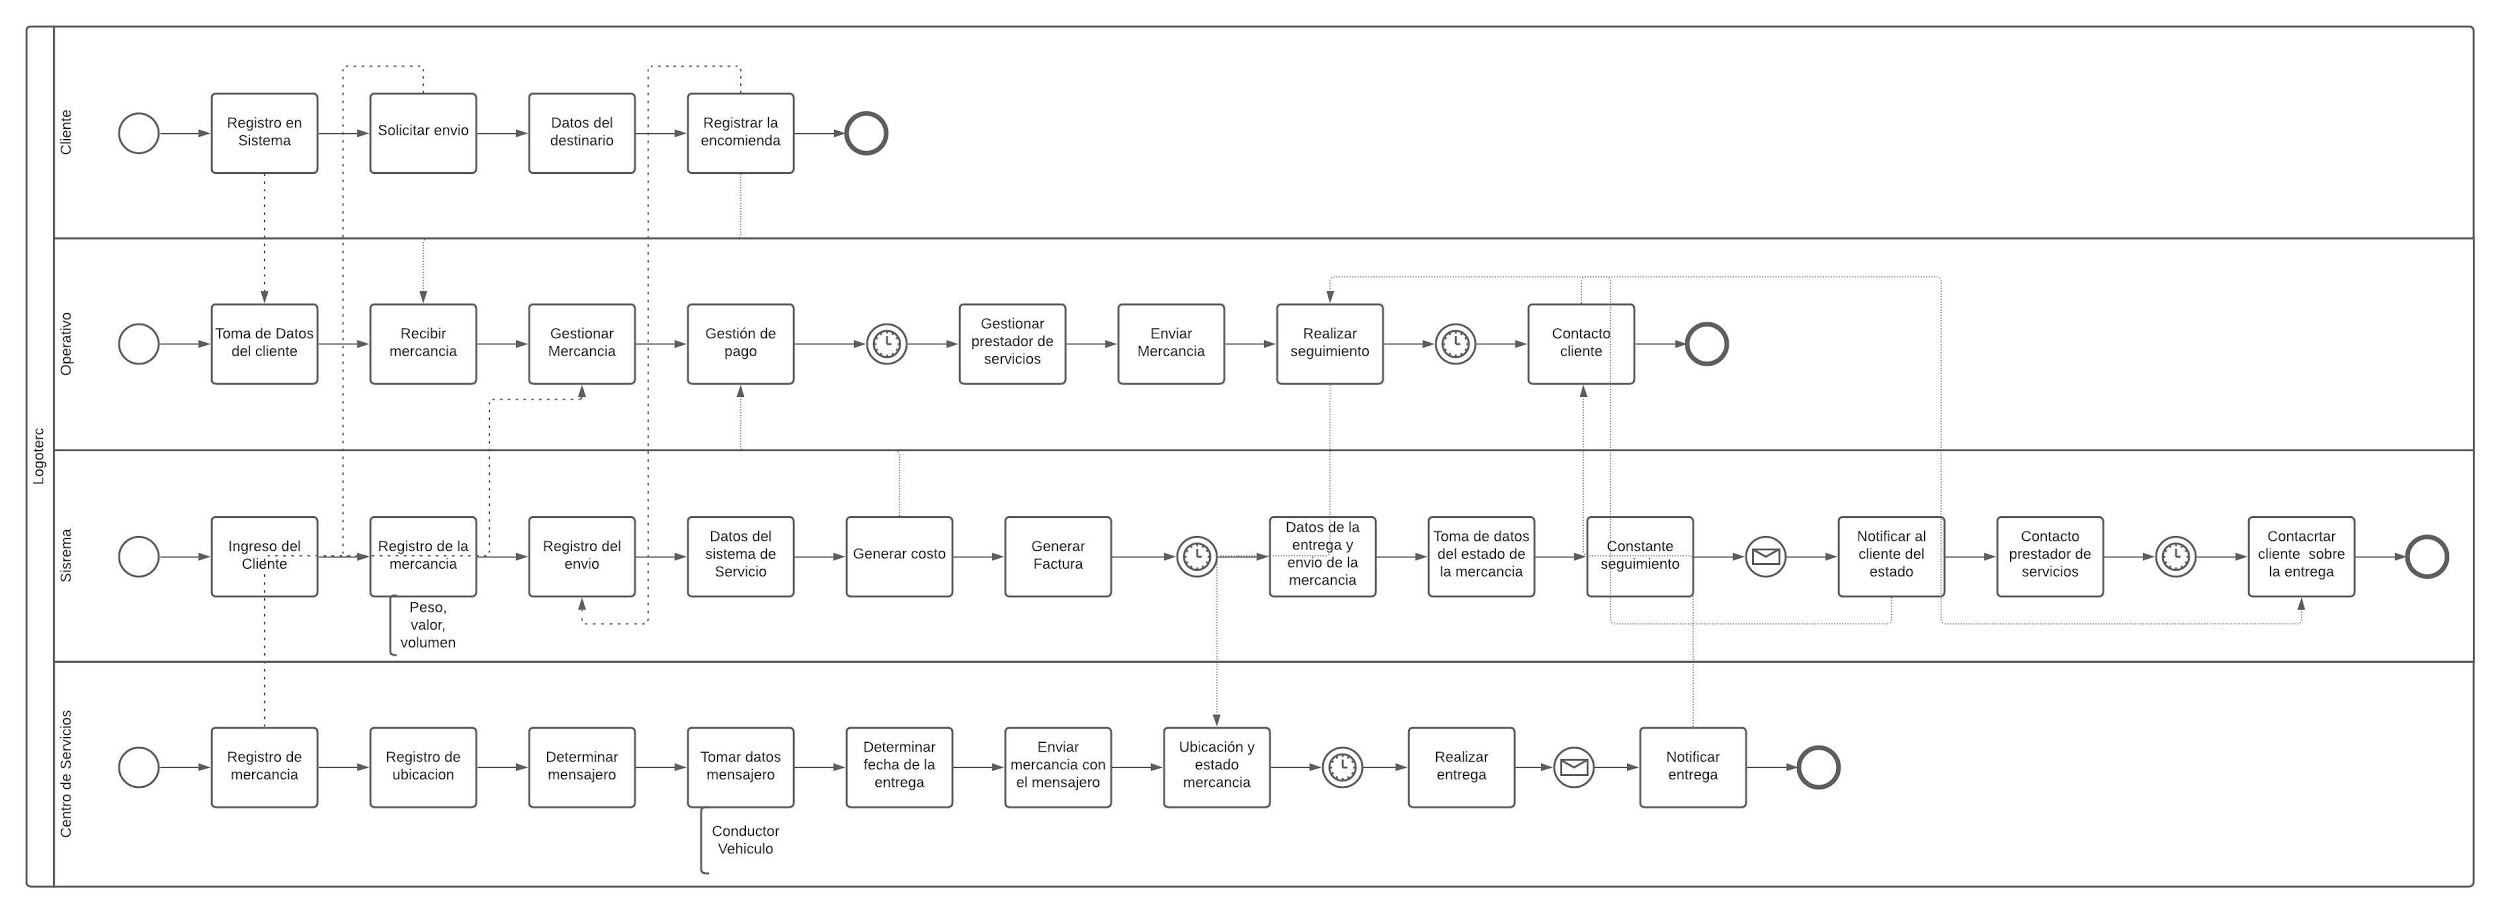 Logoterc
Cliente
Registro en
Sistema
Solicitar envio
Datos del
destinario
Registrar la
encomienda
Operativo
Toma de Datos
del cliente
Recibir
mercancia
Gestionar
Mercancia
Gestión de
pago
Gestionar
prestador de
servicios
Enviar
Mercancia
Realizar
seguimiento
Contacto
cliente
Sisrema
Ingreso del
Cliente
Registro de la
mercancia
Peso,
valor,
volumen
Registro del
envio
Datos del
sistema de
Servicio
Generar costo
Generar
Factura
Datos de la
entrega y
envio de la
mercancia
Toma de datos
del estado de
la mercancia
Constante
seguimiento
Notificar al
cliente del
estado
Contacto
prestador de
servicios
Contacrtar
cliente  sobre
la entrega
Centro de Servicios
Registro de
mercancia
Registro de
ubicacion
Determinar
mensajero
Tomar datos
mensajero
Conductor
Vehiculo
Determinar
fecha de la
entrega
Enviar
mercancia con
el mensajero
Ubicación y
estado
mercancia
Realizar
entrega
Notificar
entrega